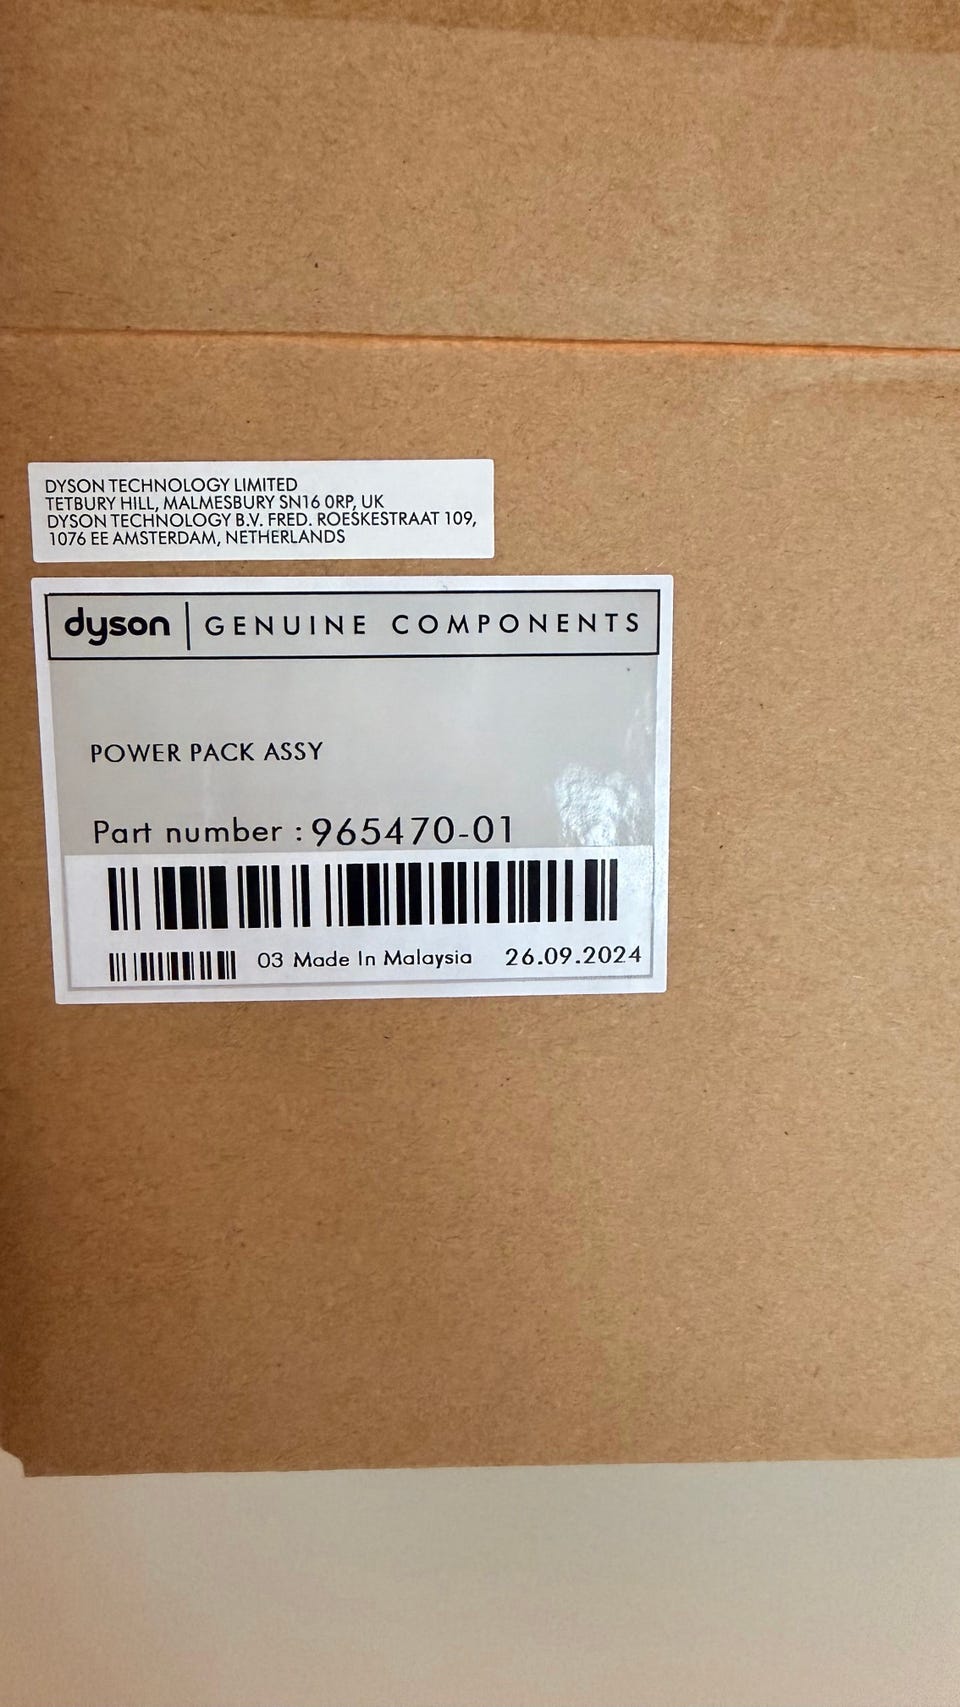 DYSON TECHNOLOGY LIMITED
TETBURY HILL, MALMESBURY SN16 0RP, UK
DYSON TECHNOLOGY B.V. FRED. ROESKESTRAAT 109,
1076 EE AMSTERDAM, NETHERLANDS
dyson | GENUINE COMPONENTS
POWER PACK ASSY
Part number : 965470-01
03 Made In Malaysia 26.09.2024